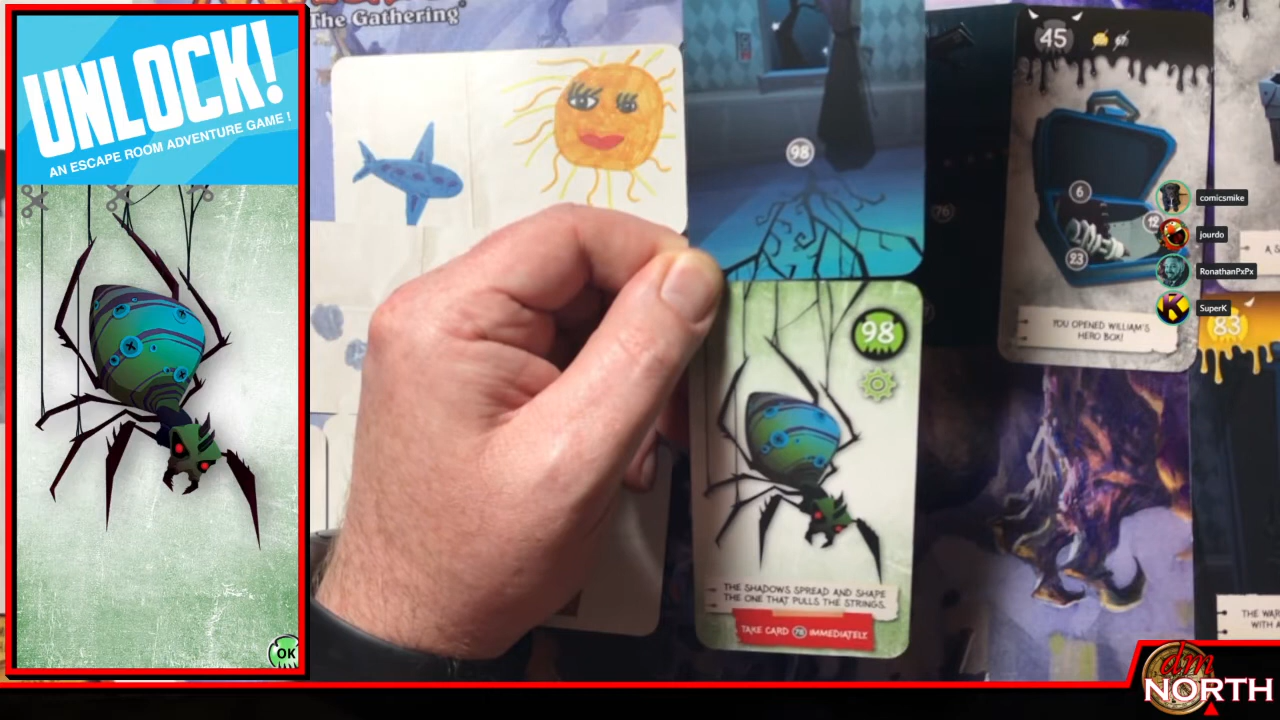 UNLOCK!
AN ESCAPE ROOM ADVENTURE GAME !
OK
The Gathering®
98
76
98
THE SHADOWS SPREAD AND SHAPE
THE ONE THAT PULLS THE STRINGS.
TAKE CARD 78 IMMEDIATELY.
45
6
12
23
YOU OPENED WILLIAM'S
HERO BOX!
comicsmike
jourdo
RonathanPxPx
SuperK
83
THE WAR
WITH A
dm
NORTH